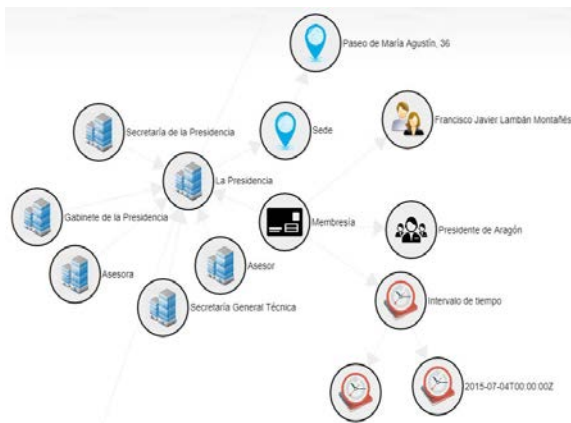 Paseo de María Agustín, 36
Francisco Javier Lambán Montañés
Secretaría de la Presidencia
Sede
La Presidencia
Gabinete de la Presidencia
Membresía
Presidente de Aragón
Asesor
Asesora
Intervalo de tiempo
Secretaría General Técnica
2015-07-04T00:00:00Z